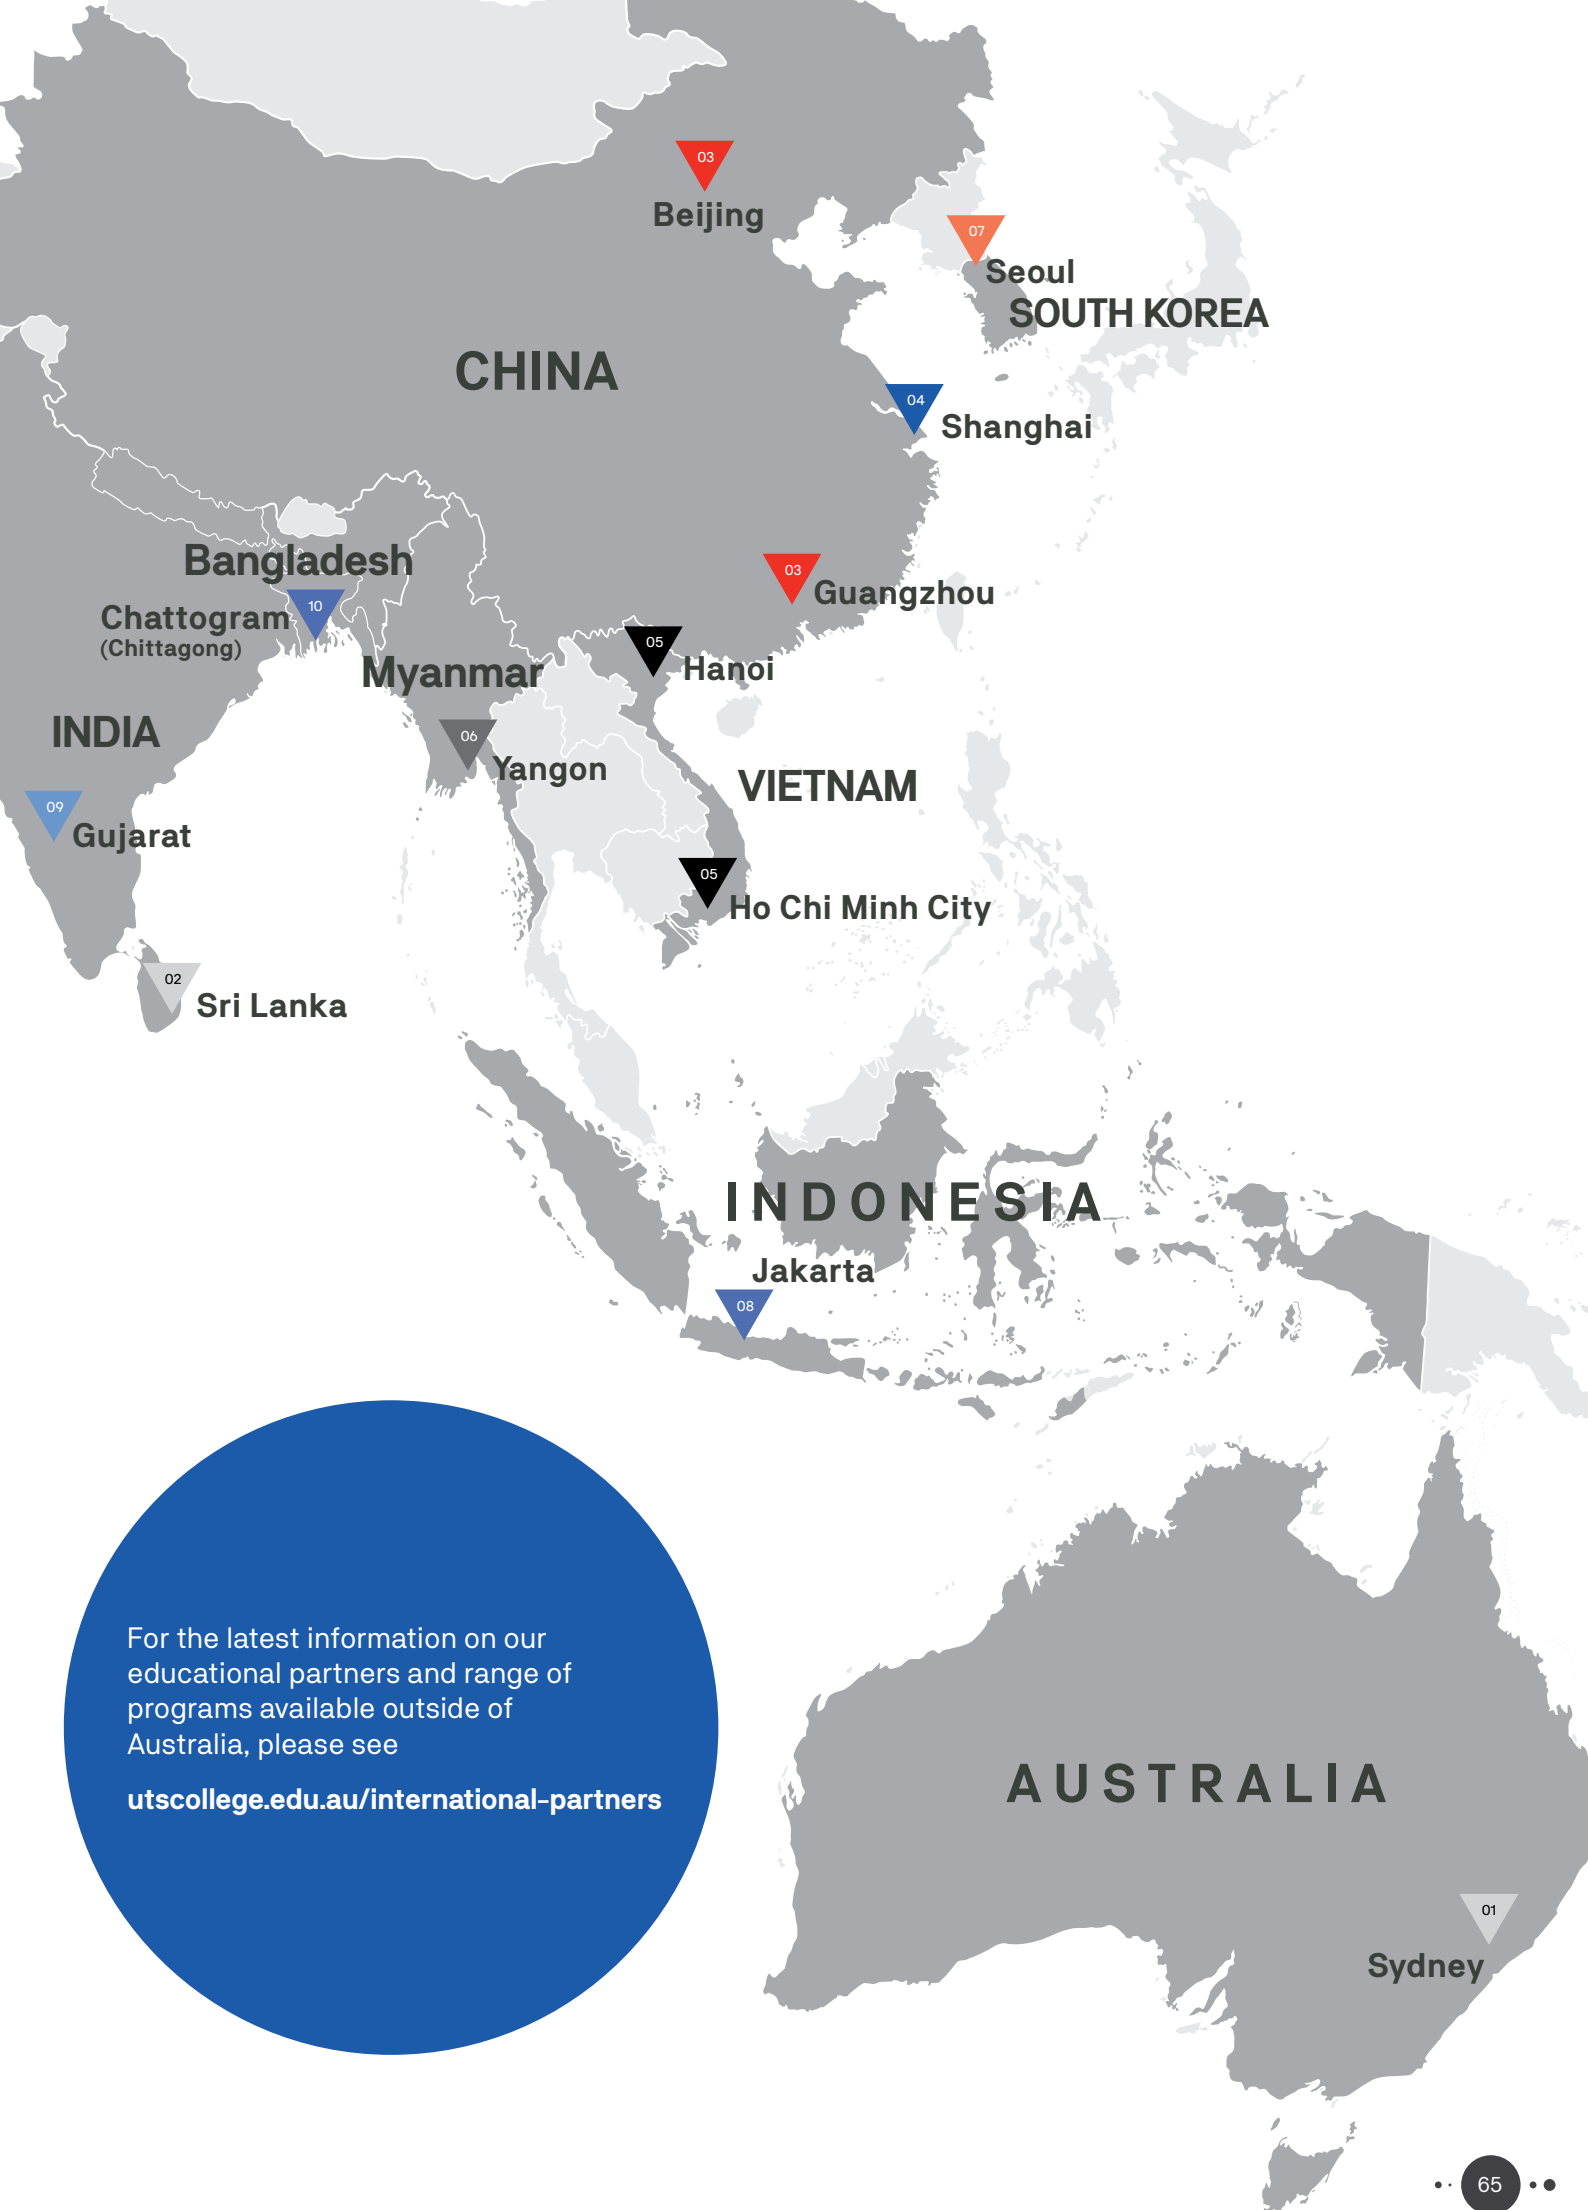 03
Beijing
07
Seoul
SOUTH KOREA
CHINA
04
Shanghai
Bangladesh
03
Guangzhou
10
Chattogram
(Chittagong)
05
Hanoi
Myanmar
INDIA
06
Yangon
VIETNAM
09
Gujarat
05
Ho Chi Minh City
02
Sri Lanka
INDONESIA
Jakarta
08
For the latest information on our
educational partners and range of
programs available outside of
Australia, please see
utscollege.edu.au/international-partners
AUSTRALIA
01
Sydney
65